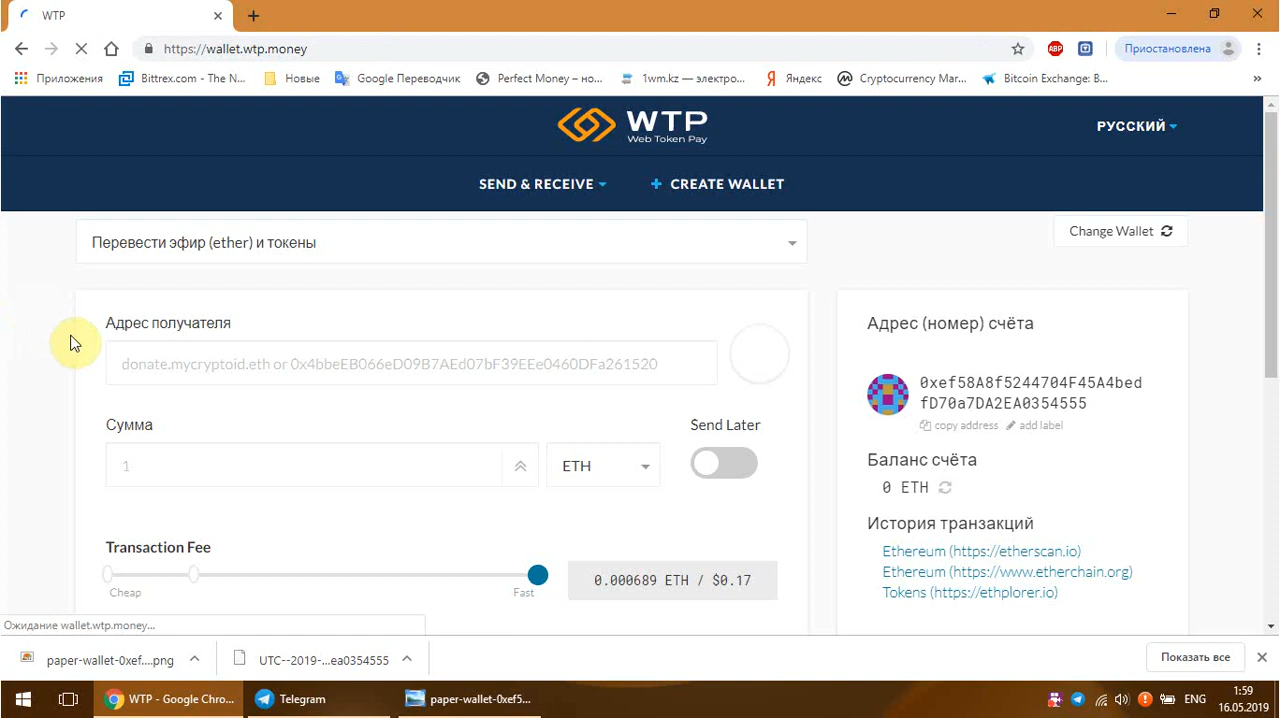 WTP
https://wallet.wtp.money
ABP
Приостановлена
Приложения
Bittrex.com - The N...
Новые
Google Переводчик
Perfect Money – но...
1wm.kz — электро...
Яндекс
Cryptocurrency Mar...
Bitcoin Exchange: B...
»
WTP
Web Token Pay
РУССКИЙ
SEND & RECEIVE
+ CREATE WALLET
Перевести эфир (ether) и токены
Change Wallet
Адрес получателя
donate.mycryptoid.eth or 0x4bbeEB066eD09B7AEd07bF39EEe0460DFa261520
Сумма
1
ETH
Send Later
Transaction Fee
Cheap
Fast
0.000689 ETH / $0.17
Адрес (номер) счёта
0xef58A8f5244704F45A4bed
fD70a7DA2EA0354555
copy address
add label
Баланс счёта
0 ETH
История транзакций
Ethereum (https://etherscan.io)
Ethereum (https://www.etherchain.org)
Tokens (https://ethplorer.io)
Ожидание wallet.wtp.money...
paper-wallet-0xef....png
UTC--2019-...ea0354555
Показать все
WTP - Google Chro...
Telegram
paper-wallet-0xef5...
ENG
1:59
16.05.2019